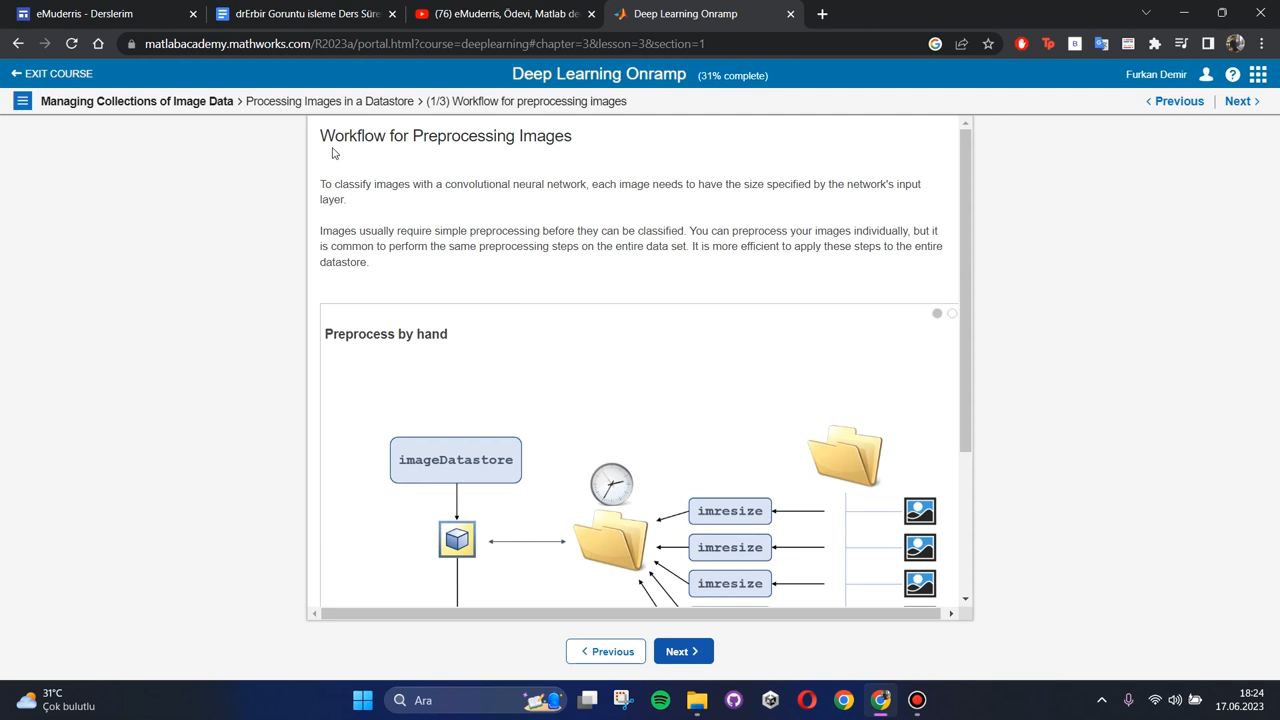 eMuderris - Derslerim
drErbir Goruntu isleme Ders Süre
(76) eMuderris, Ödevi, Matlab de
Deep Learning Onramp
matlabacademy.mathworks.com/R2023a/portal.html?course=deeplearning#chapter=3&lesson=3&section=1
EXIT COURSE
Deep Learning Onramp (31% complete)
Furkan Demir
Managing Collections of Image Data > Processing Images in a Datastore > (1/3) Workflow for preprocessing images
Previous
Next
Workflow for Preprocessing Images
To classify images with a convolutional neural network, each image needs to have the size specified by the network's input
layer.
Images usually require simple preprocessing before they can be classified. You can preprocess your images individually, but it
is common to perform the same preprocessing steps on the entire data set. It is more efficient to apply these steps to the entire
datastore.
Preprocess by hand
imageDatastore
imresize
imresize
imresize
Previous
Next
31°C
Çok bulutlu
Ara
18:24
17.06.2023